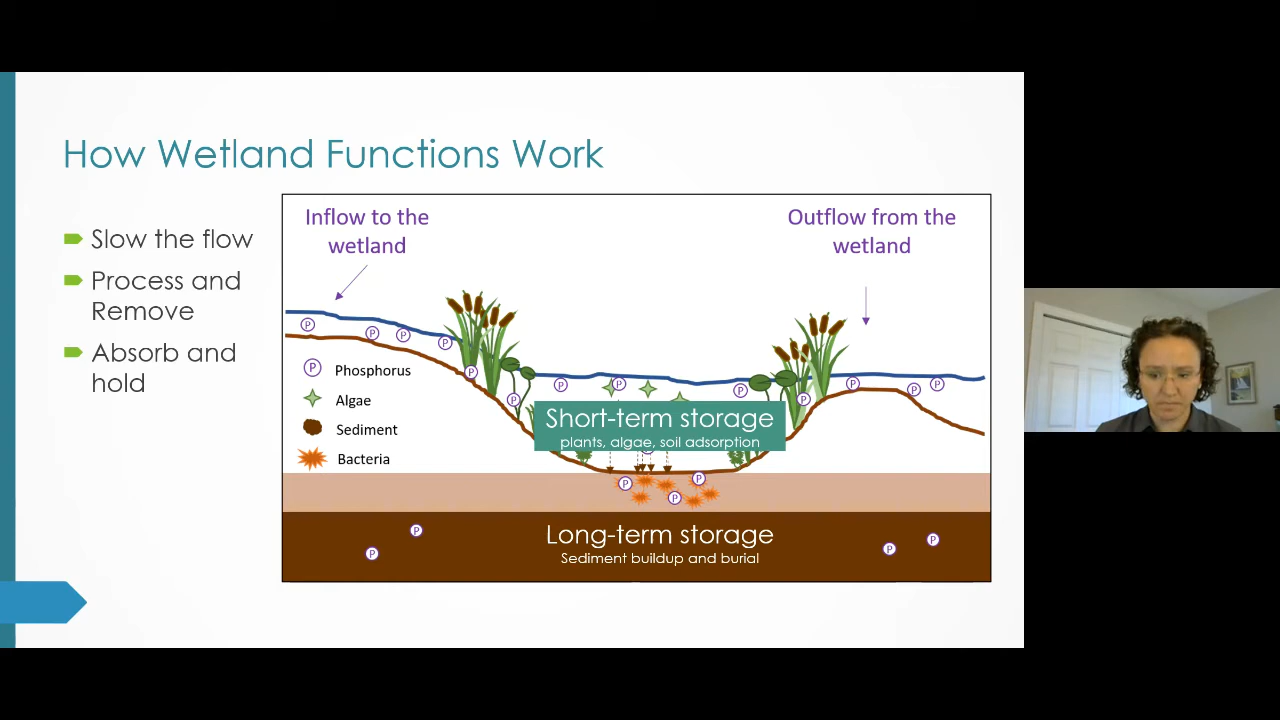 How Wetland Functions Work
Slow the flow
Process and
Remove
Absorb and
hold
Inflow to the
wetland
Outflow from the
wetland
P P P P P
P P P P P P P P
P Phosphorus
Algae
Sediment
Bacteria
Short-term storage
plants, algae, soil adsorption
P P P
Long-term storage
Sediment buildup and burial
P P P P